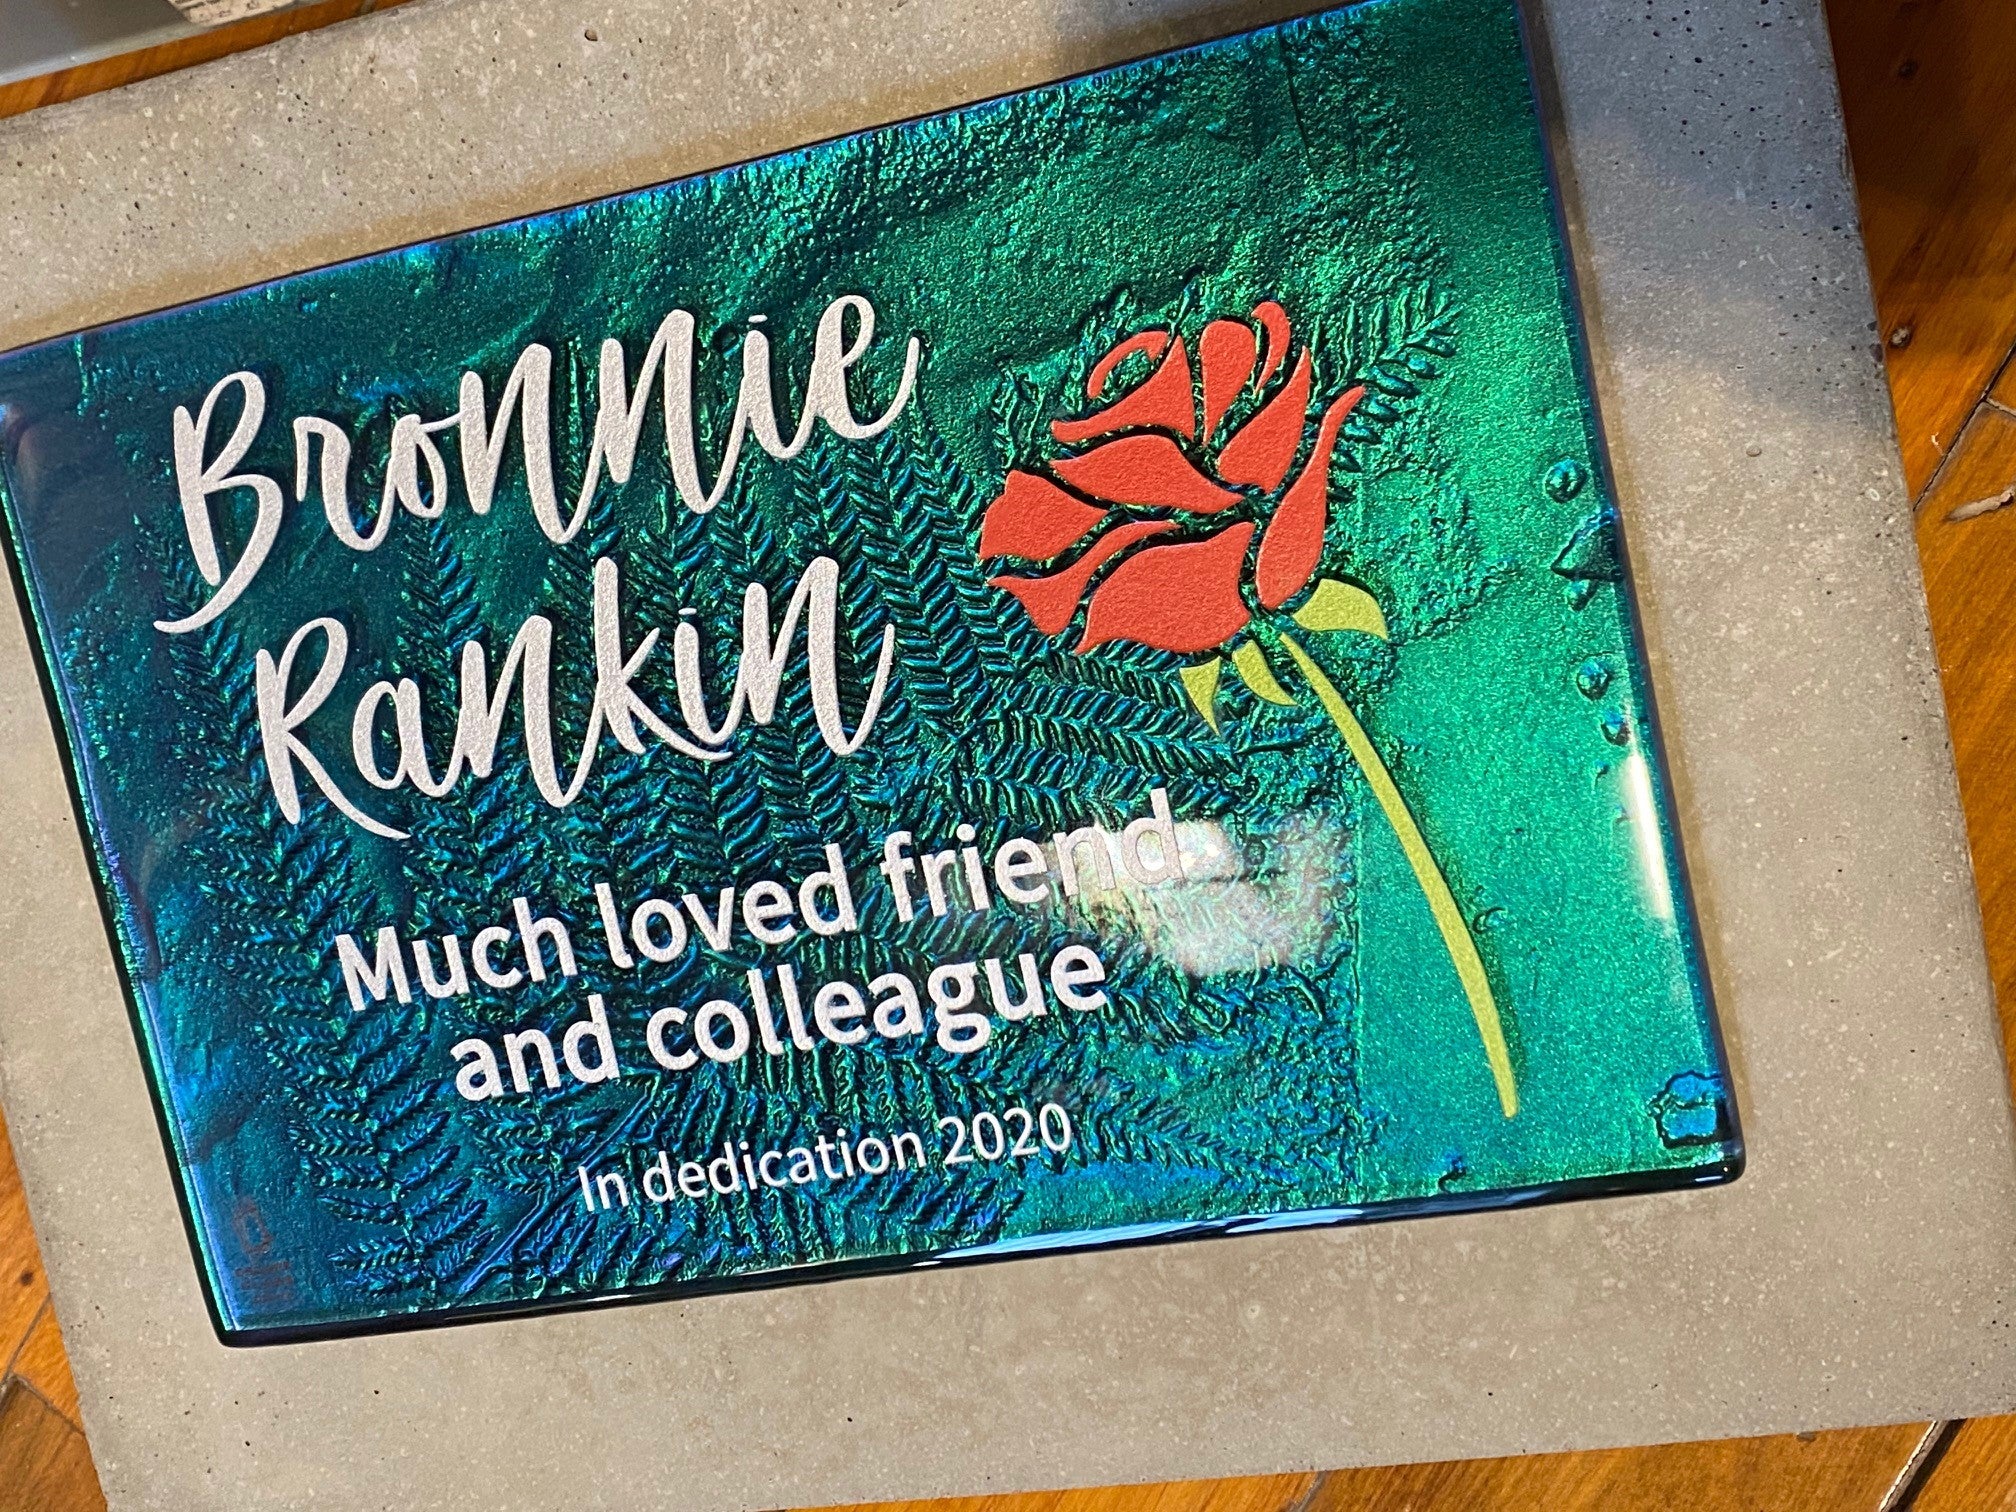 Bronnie
Rankin
Much loved friend
and colleague
In dedication 2020